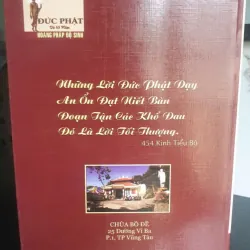 ĐỨC PHẬT
HOẰNG PHÁP ĐỘ SINH
Những Lời Đức Phật Dạy
An Ổn Đạt Niết Bàn
Đoạn Tận Các Khổ Đau
Đó Là Lời Tối Thượng.
454 Kinh Tiểu Bộ
CHÙA BỒ ĐỀ
25 Đường Vi Ba
P.1, TP Vũng Tàu